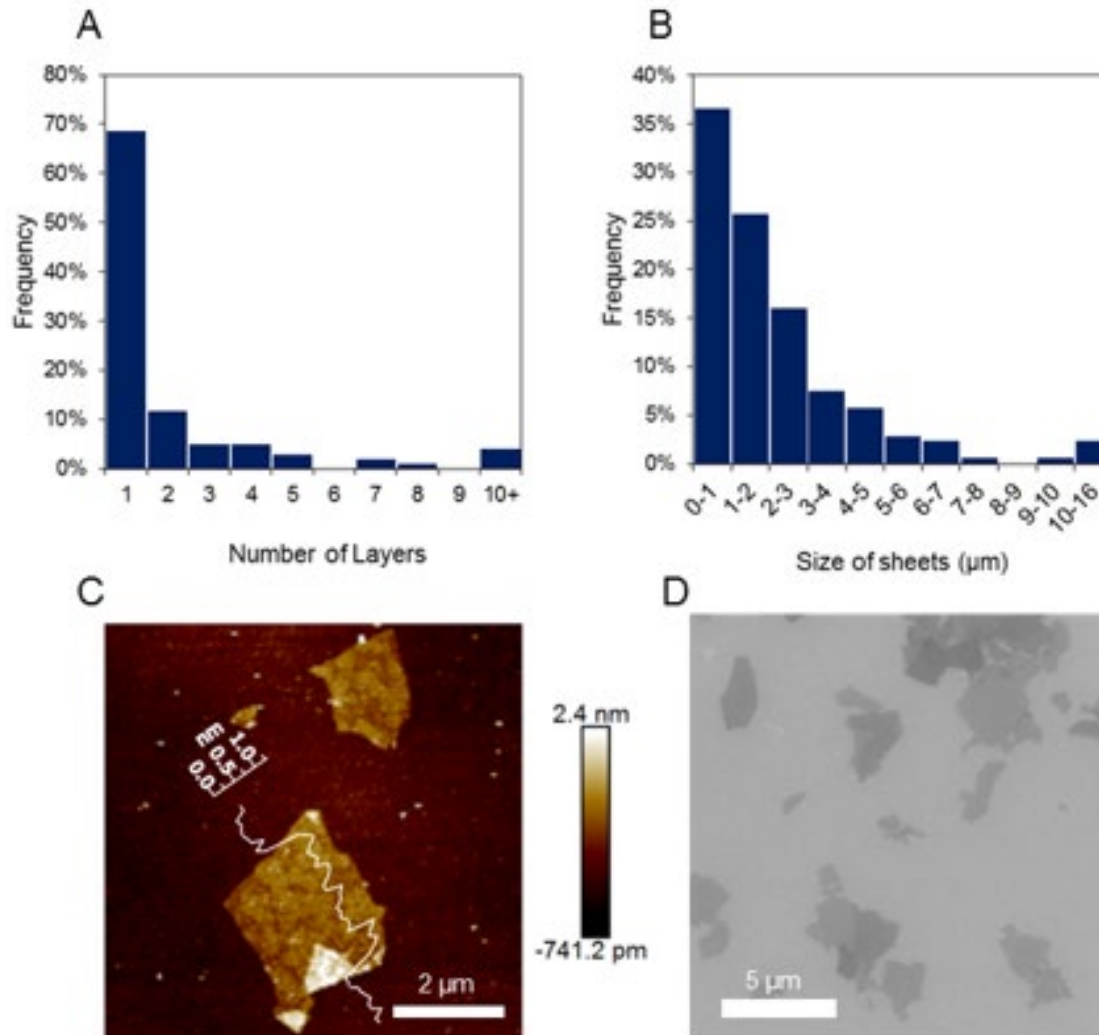 A
80%
70%
60%
50%
40%
30%
20%
10%
0%
Frequency
1 2 3 4 5 6 7 8 9 10+
Number of Layers
B
40%
35%
30%
25%
20%
15%
10%
5%
0%
Frequency
0-1 1-2 2-3 3-4 4-5 5-6 6-7 7-8 8-9 9-10 10-16
Size of sheets (µm)
C
nm
0.0 0.5 1.0
2 µm
2.4 nm
-741.2 pm
D
5 µm